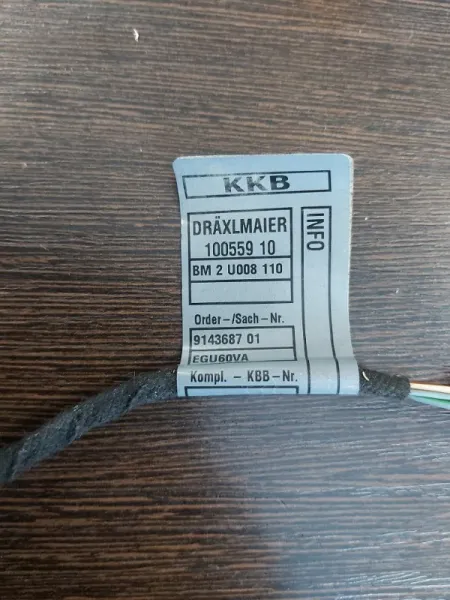 KKB
DRÄXLMAIER
100559 10
BM 2 U008 110
Order-/Sach-Nr.
9143687 01
EGU60VA
Kompl. - KBB-Nr.
INFO